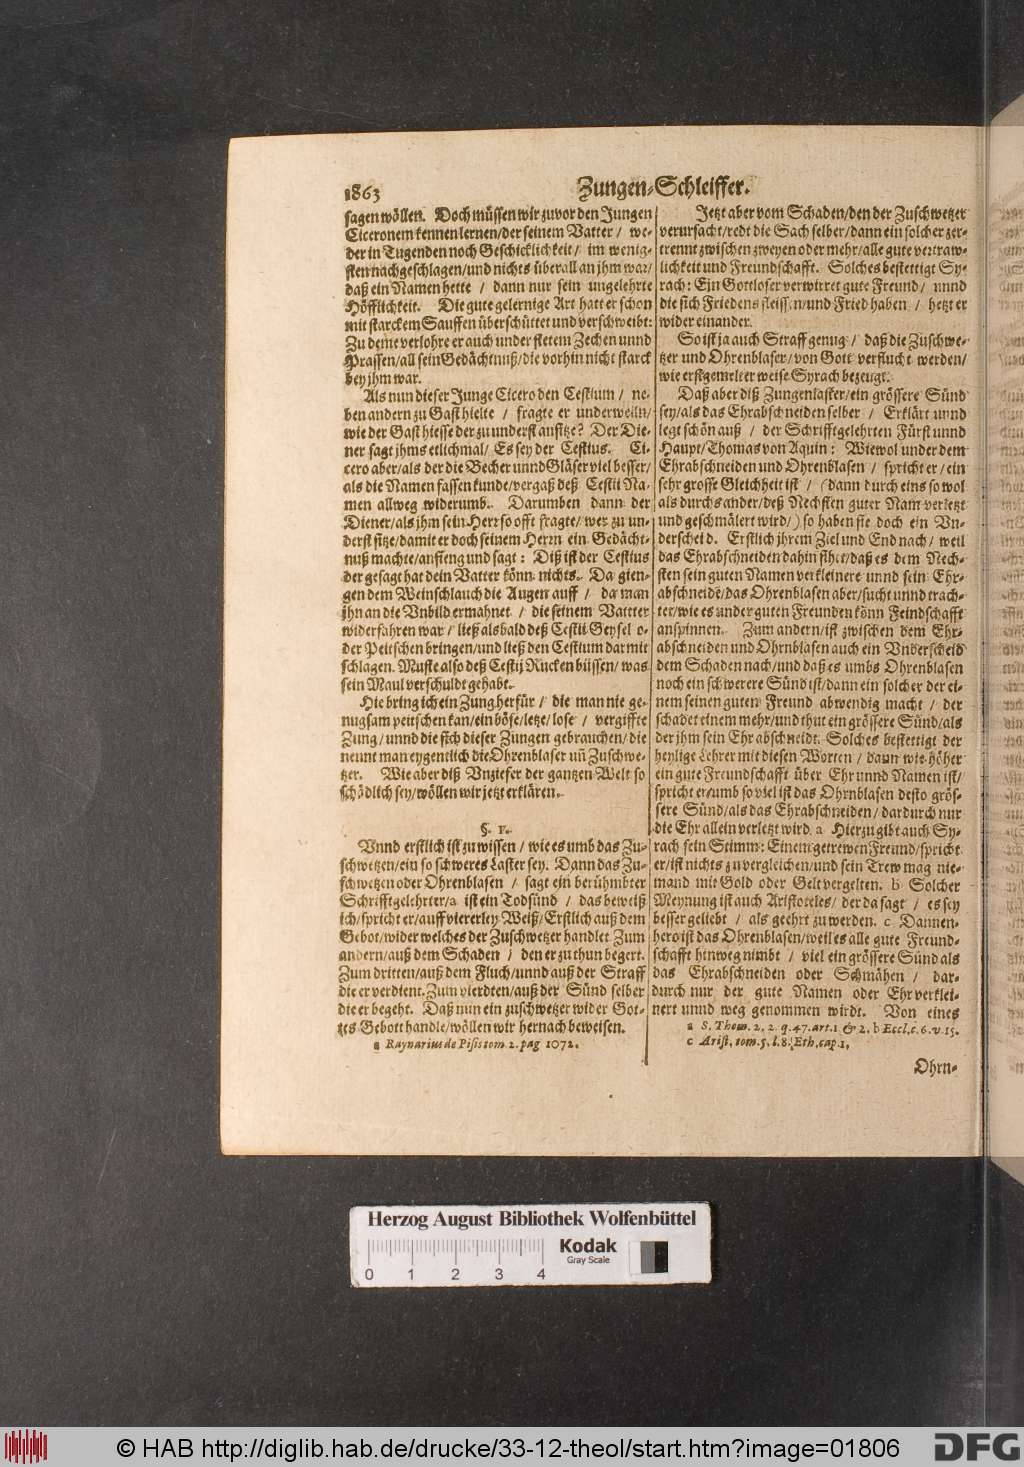 1863
Zungen-Schleiffer.
sagen wöllen. Doch müssen wir zuvor den Jungen
Ciceronem kennen lernen/ der seinem Vatter / we-
der in Tugenden noch Geschicklichkeit/ im wenig-
sten nachgeschlagen/ und nichts überall an jhm war/
daß ein Namen hette / dann nur sein ungelehrte
Höfflichkeit. Die gute gelernige Art hatt er schon
mit starckem Sauffen überschüttet und verschweibt:
Zu deme verlohre er auch under stetem Zechen unnd
Prassen/ all sein Gedächtnuß/ die vorhin nicht starck
bey jhm war.
Als nun dieser Junge Cicero den Cestium / ne-
ben andern zu Gast hielte / fragte er underweiln/
wie der Gast hiesse der zu underst ansitze? Der Die-
ner sagt jhms etlichmal/ Es sey der Cestius. Ci-
cero aber/ als der die Becher unnd Gläser viel besser/
als die Namen fassen kunde/ vergaß deß Cestii Na-
men allweg widerumb. Darumben dann der
Diener/ als jhm sein Herr so offt fragte/ wer zu un-
derst sitze/ damit er doch seinem Herrn ein Gedächt-
nuß machte/ anfieng und sagt: Diß ist der Cestius
der gesagt hat dein Vatter könn nichts. Da gien-
gen dem Weinschlauch die Augen auff / da man
jhn an die Vnbild ermahnet / die seinem Vattter
widerfahren war/ ließ alsbald deß Cestii Geysel o-
der Peitschen bringen/ und ließ den Cestium darmit
schlagen. Muste also deß Cestij Rucken büssen/ was
sein Maul verschuldt gehabt.
Hie bring ich ein Zung herfür/ die man nie ge-
nugsam peitschen kan/ ein böse/ letze/ lose / vergiffte
Zung/ unnd die sich dieser Zungen gebrauchen/ die
nennt man eygentlich die Ohrenblaser uñ Zuschwe-
tzer. Wie aber diß Vnziefer der gantzen Welt so
schödlich sey/ wöllen wir jetzt erklären.
§. I.
Vnnd erstlich ist zu wissen / wie es umb das Zu-
schwetzen/ ein so schweres Laster sey. Dann das Zu-
schwetzen oder Ohrenblasen / sagt ein berühmbter
Schrifftgelehrter/a ist ein Todsünd / das beweiß
ich/ spricht er/ auff viererley Weiß/ Erstlich auß dem
Gebot/ wider welches der Zuschwetzer handlet Zum
andern/ auß dem Schaden / den er zu thun begert.
Zum dritten/ auß dem Fluch/ unnd auß der Straff
die er verdient. Zum vierdten/ auß der Sünd selber
die er begeht. Daß nun ein zuschwetzer wider Got-
tes Gebott handle/ wöllen wir hernach beweisen.
a Raynarius de Pisis tom. 2. pag 1072.
Jetzt aber vom Schaden/ den der Zuschwetzer
verursacht/ redt die Sach selber/ dann ein solcher zer-
trennt zwischen zweyen oder mehr/ alle gute vertraw-
lichkeit und Freundschafft. Solches bestettigt Sy-
rach: Ein Gottloser verwirret gute Freund/ unnd
die sich Friedens fleissen/ und Fried haben / hetzt er
wider einander.
So ist ja auch Straff genug / daß die Zuschwe-
tzer und Ohrenblaser/ von Gott verflucht werden/
wie erstgemelter weise Syrach bezeugt.
Daß aber diß Zungenlaster/ ein grössere Sünd
sey/ als das Ehrabschneiden selber / Erklärt unnd
legt schön auß / der Schrifftgelehrten Fürst unnd
Haupt/ Thomas von Aquin: Wiewol under dem
Ehrabschneiden und Ohrenblasen / spricht er/ ein
sehr grosse Gleichheit ist / (dann durch eins so wol
als durchs ander/ deß Nechsten guter Nam verletzt
und geschmälert wird/) so haben sie doch ein Vn-
derscheid. Erstlich jhrem Ziel und End nach/ weil
das Ehrabschneiden dahin sihet/ daß es dem Nech-
sten sein guten Namen verkleinere unnd sein Ehr-
abschneide/ das Ohrenblasen aber/ sucht unnd trach-
ter/ wie es under guten Freunden könn Feindschafft
anspinnen. Zum andern/ ist zwischen dem Ehr-
abschneiden und Ohrnblasen auch ein Vnderscheid
dem Schaden nach/ und daß es umbs Ohrenblasen
noch ein schwerere Sünd ist/ dann ein solcher der ei-
nem seinen guten Freund abwendig macht / der
schadet einem mehr/ und thut ein grössere Sünd/ als
der jhm sein Ehr abschneidt. Solches bestettigt der
heylige Lehrer mit diesen Worten / dann wie höher
ein gute Freundschafft über Ehr unnd Namen ist/
spricht er/ umb so viel ist das Ohrnblasen desto grös-
sere Sünd/ als das Ehrabschneiden/ dardurch nur
die Ehr allein verletzt wird. a Hierzu gibt auch Sy-
rach sein Stimm: Einem getrewen Freund/ spricht
er/ ist nichts zu vergleichen/ und sein Trew mag nie-
mand mit Gold oder Gelt vergelten. b Solcher
Meynung ist auch Aristoteles/ der da sagt / es sey
besser geliebt / als geehrt zu werden. c Dannen-
hero ist das Ohrenblasen/ weil es alle gute Freund-
schafft hinweg nimbt / viel ein grössere Sünd als
das Ehrabschneiden oder Schmähen / dar-
durch nur der gute Namen oder Ehr verklei-
nert unnd weg genommen wirdt. Von eines
a S. Thom. 2. 2. q. 47. art. 1 & 2. b Eccl. c. 6. v. 15.
c Arist. tom. 5. l. 8. Eth. cap. 1.
Ohrn-
Herzog August Bibliothek Wolfenbüttel
Kodak
Gray Scale
0 1 2 3 4
© HAB http://diglib.hab.de/drucke/33-12-theol/start.htm?image=01806
DFG